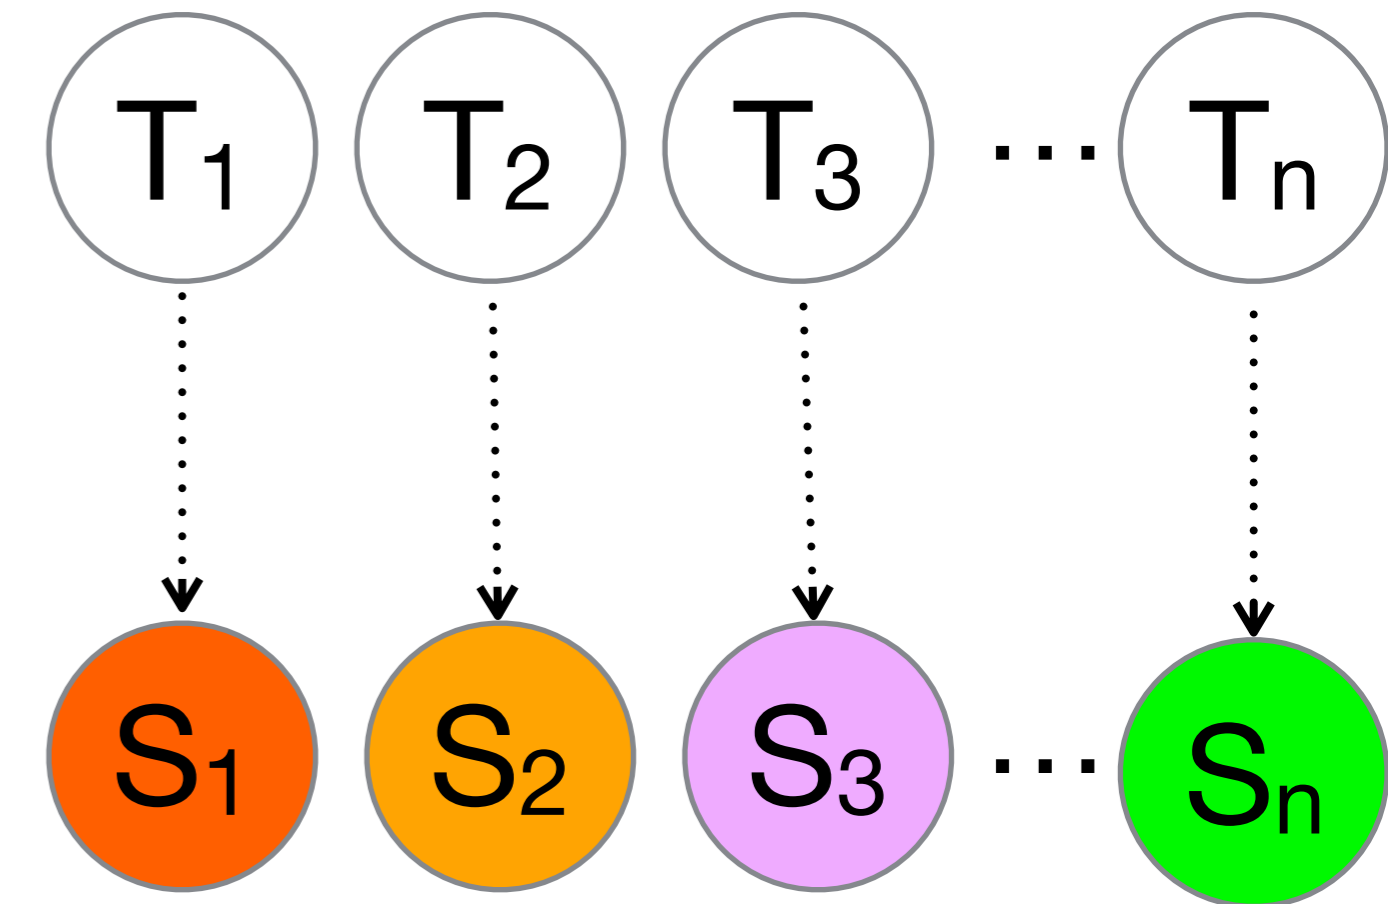 T₁ T₂ T₃ ... Tₙ
S₁ S₂ S₃ ... Sₙ